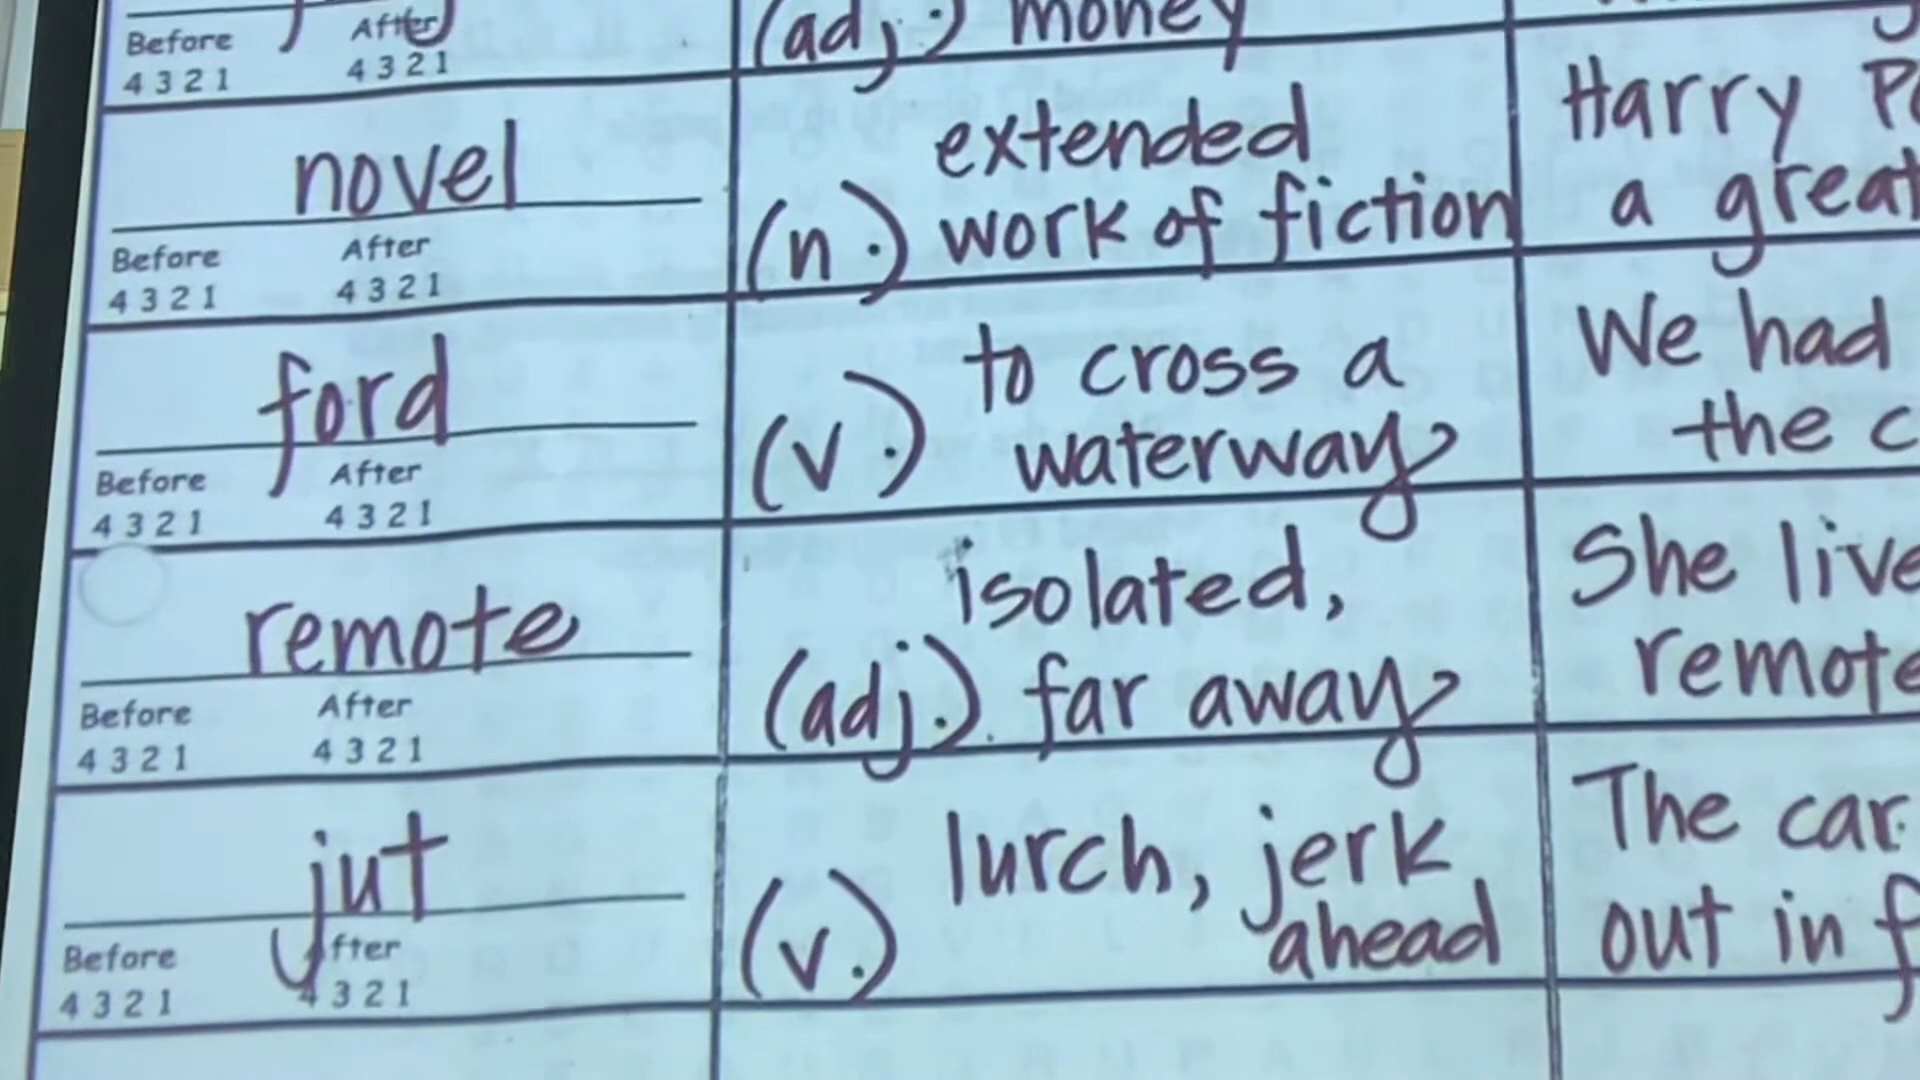 Before After
4 3 2 1 4 3 2 1
(adj.) money
novel
Before After
4 3 2 1 4 3 2 1
extended
(n.) work of fiction
Harry
a great
ford
Before After
4 3 2 1 4 3 2 1
to cross a
(v.) waterway
We had
the c
remote
Before After
4 3 2 1 4 3 2 1
isolated,
(adj.) far away
She live
remote
jut
Before After
4 3 2 1 4 3 2 1
lurch, jerk
(v.) ahead
The car
out in f